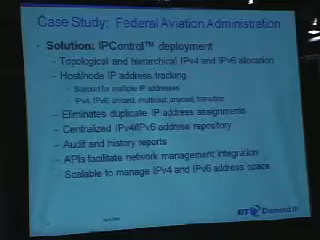 Case Study: Federal Aviation Administration
• Solution: IPControl™ deployment
– Topological and hierarchical IPv4 and IPv6 allocation
– Host/node IP address tracking
• Support for multiple IP addresses
• IPv4, IPv6, unicast, multicast, anycast, transition
– Eliminates duplicate IP address assignments
– Centralized IPv4/IPv6 address repository
– Audit and history reports
– APIs facilitate network management integration
– Scalable to manage IPv4 and IPv6 address space
BT Diamond IP